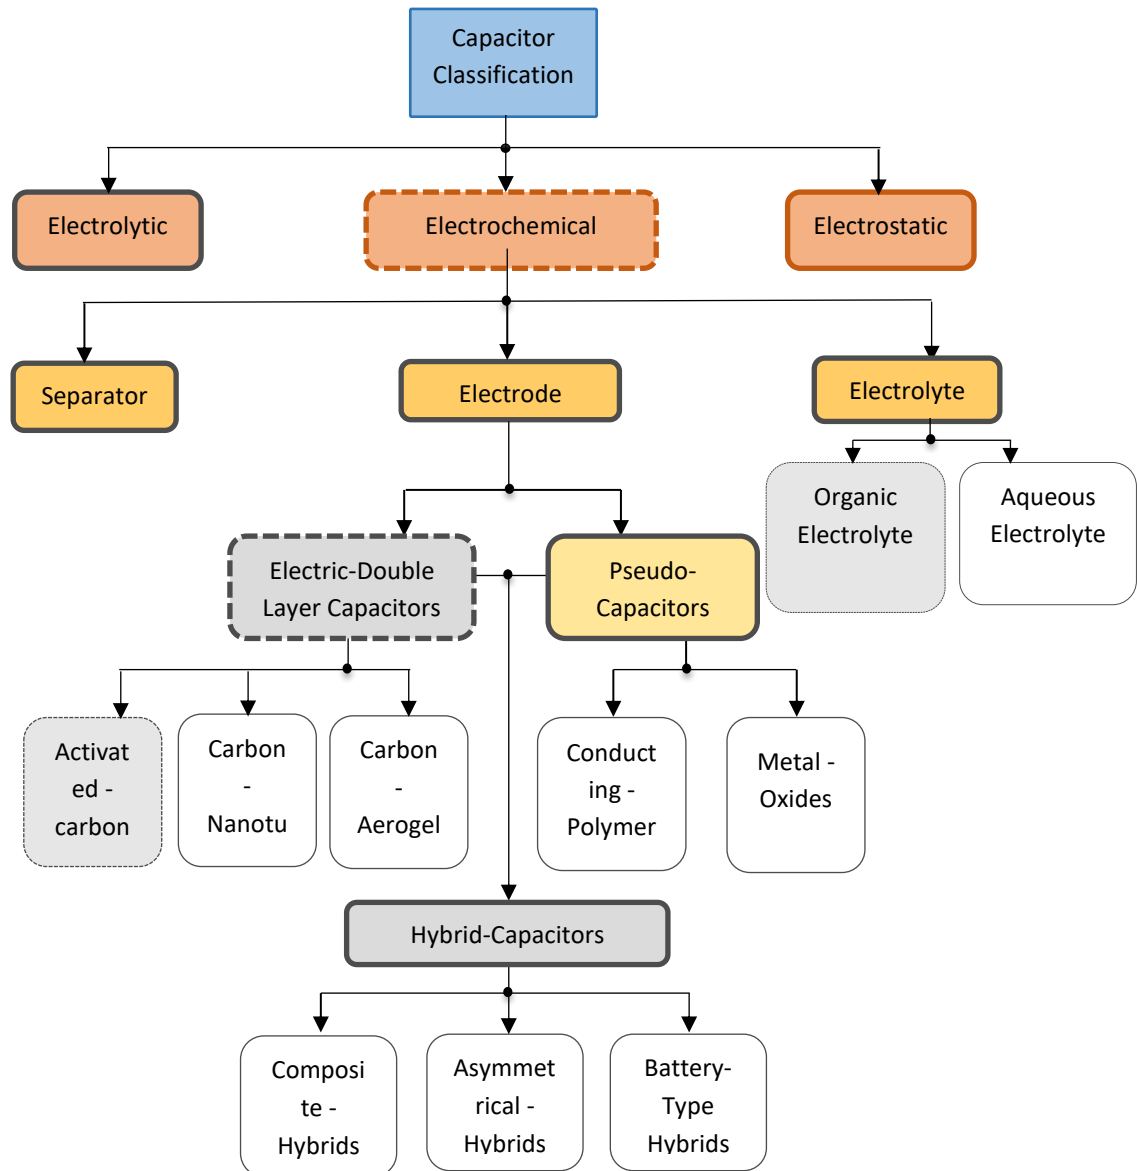 Capacitor
Classification
Electrolytic
Electrochemical
Electrostatic
Separator
Electrode
Electrolyte
Organic
Electrolyte
Aqueous
Electrolyte
Electric-Double
Layer Capacitors
Pseudo-
Capacitors
Activat
ed -
carbon
Carbon
-
Nanotu
Carbon
-
Aerogel
Conduct
ing -
Polymer
Metal -
Oxides
Hybrid-Capacitors
Composi
te -
Hybrids
Asymmet
rical -
Hybrids
Battery-
Type
Hybrids